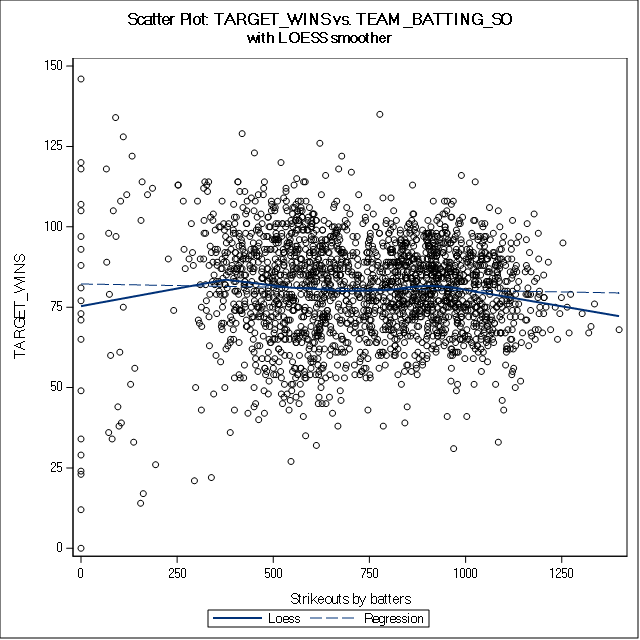 Scatter Plot: TARGET_WINS vs. TEAM_BATTING_SO
with LOESS smoother
150
125
100
75
50
25
0
TARGET_WINS
0 250 500 750 1000 1250
Strikeouts by batters
Loess Regression